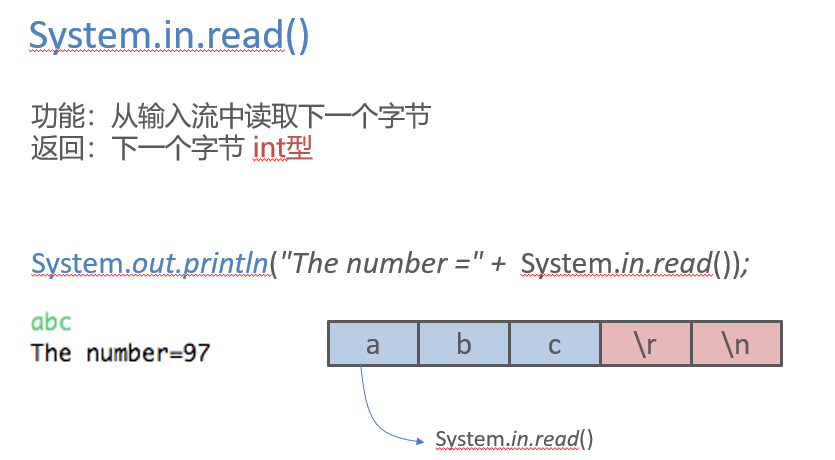 System.in.read()
功能：从输入流中读取下一个字节
返回：下一个字节 int型
System.out.println("The number =" + System.in.read());
abc
The number=97
a b c \r \n
System.in.read()